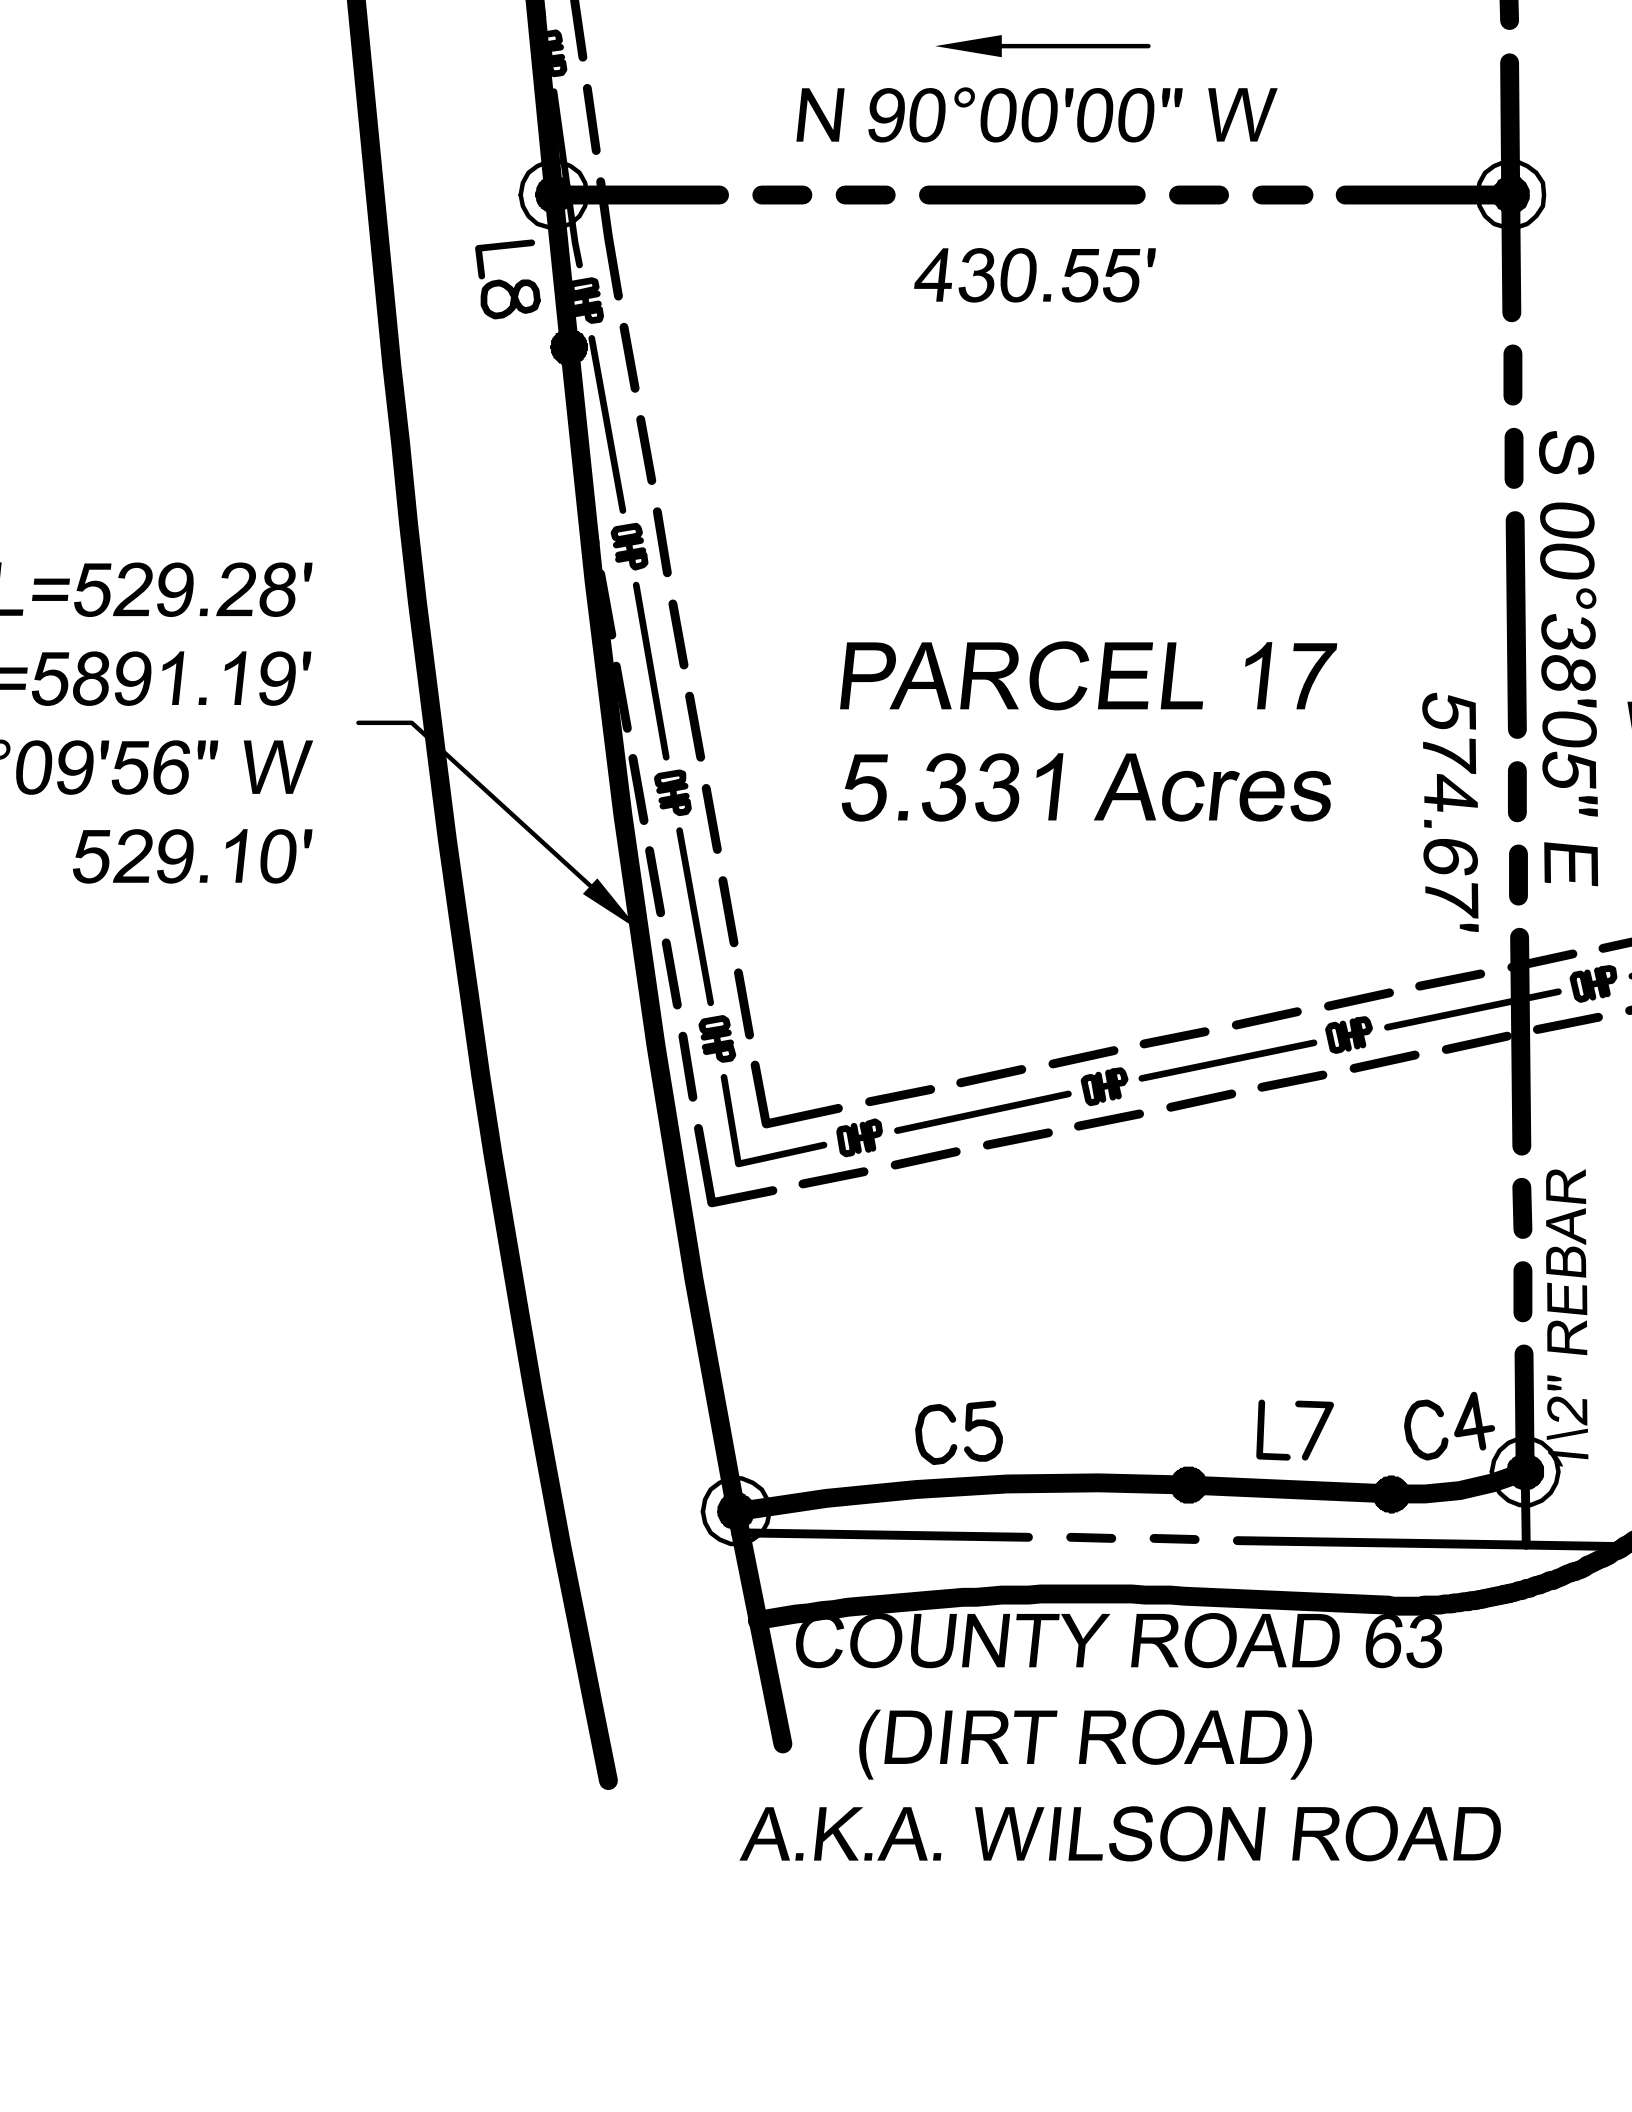 N 90°00'00" W
430.55'
L8
L=529.28'
=5891.19'
°09'56" W
529.10'
PARCEL 17
5.331 Acres
S 00°38'05" E
574.67'
OHP
OHP
OHP
OHP
OHP
OHP
OHP
OHP
OHP
1\2" REBAR
C5
L7
C4
COUNTY ROAD 63
(DIRT ROAD)
A.K.A. WILSON ROAD